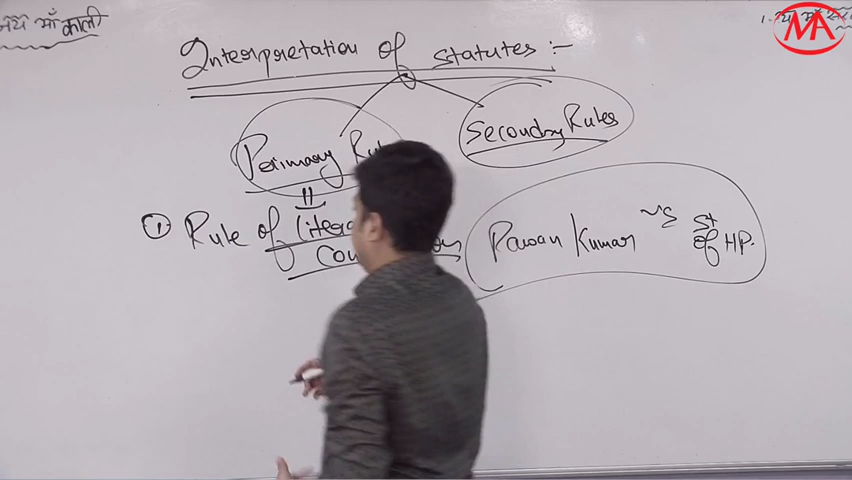 जय माँ काली
MA
Interpretation of statutes :-
Primary
Secondary Rules
① Rule of
Pawan Kumar vs St of HP.